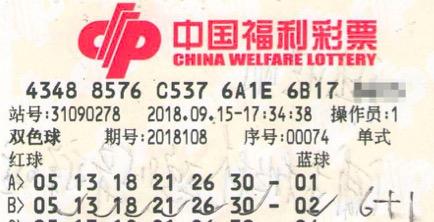 中国福利彩票
CHINA WELFARE LOTTERY
4348 8576 C537 6A1E 6B17
站号:31090278 2018.09.15-17:34:38 操作员:1
双色球 期号:2018108 序号:00074 单式
红球 蓝球
A> 05 13 18 21 26 30 - 01
B> 05 13 18 21 26 30 - 02 6+1